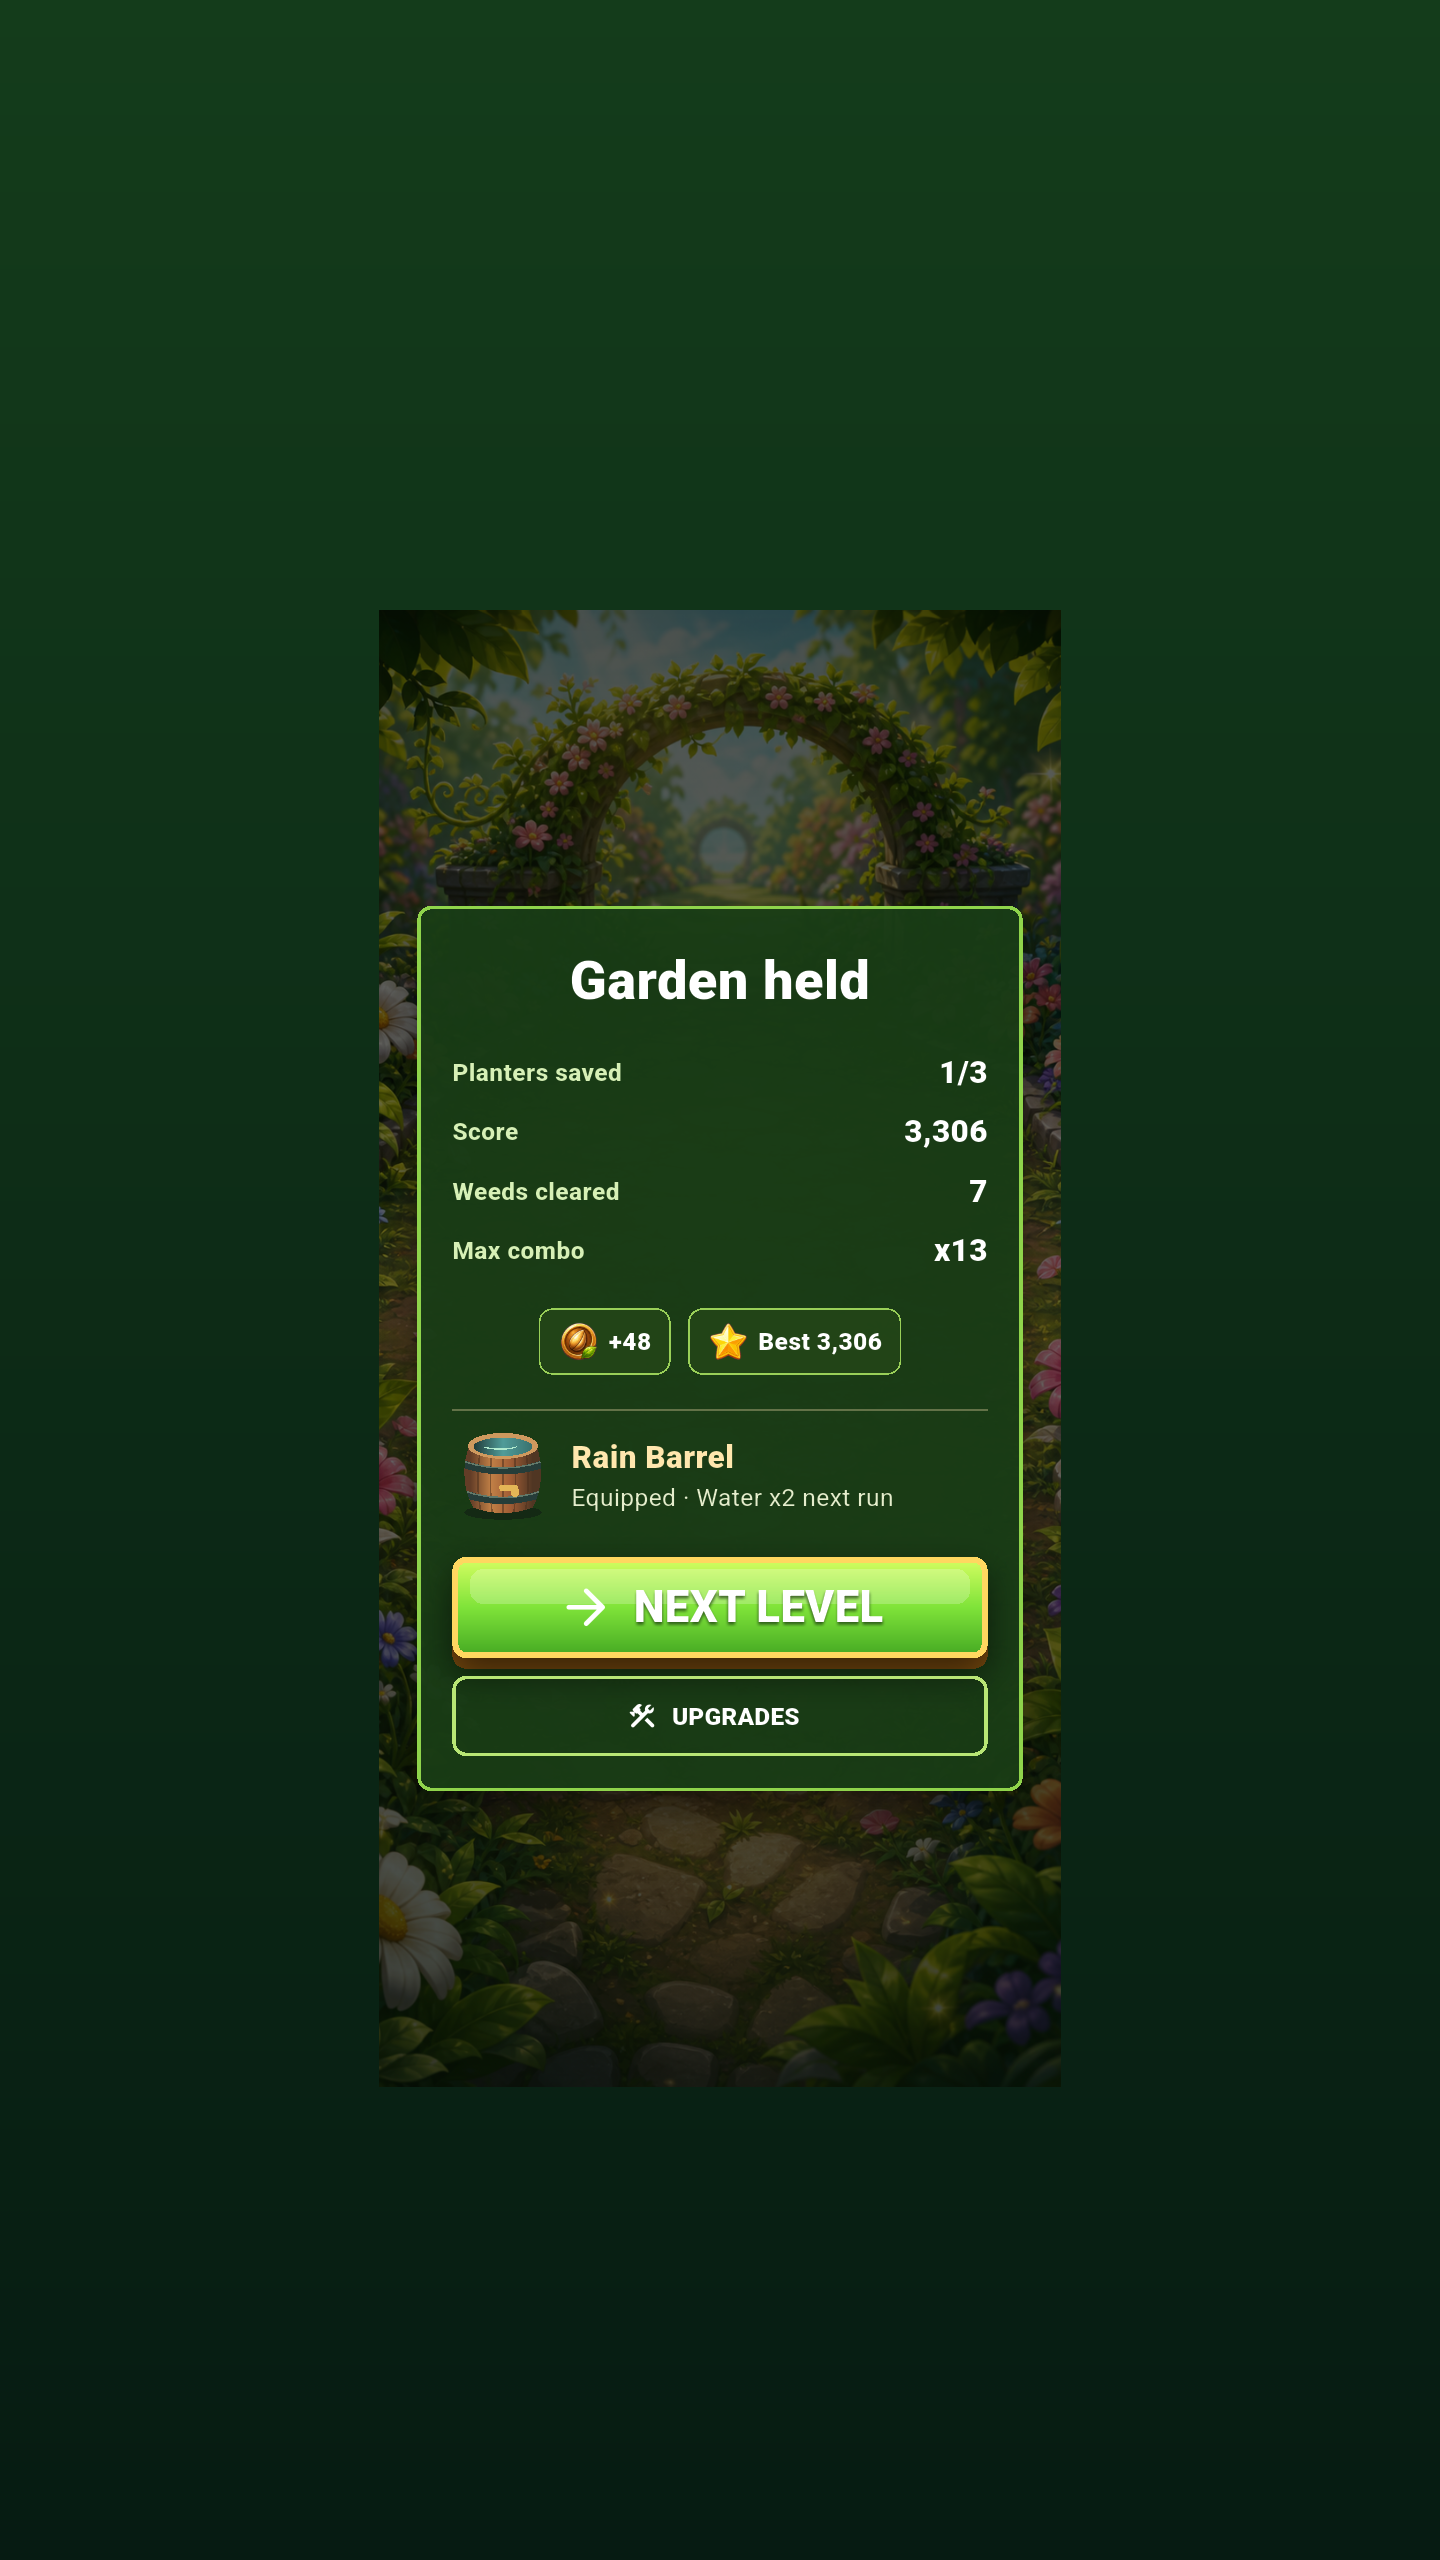 Garden held
Planters saved 1/3
Score 3,306
Weeds cleared 7
Max combo x13
+48 Best 3,306
Rain Barrel
Equipped · Water x2 next run
NEXT LEVEL
UPGRADES